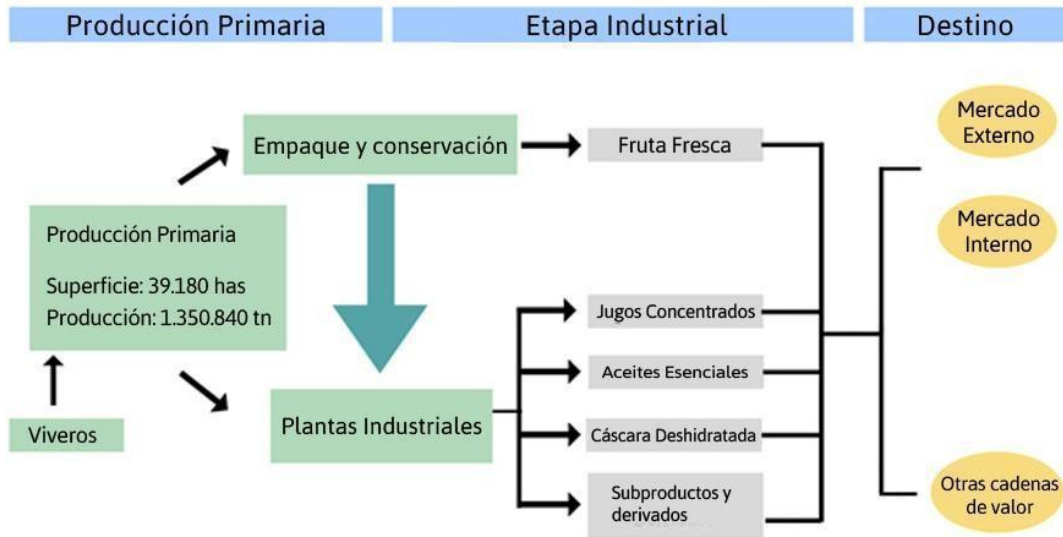 Producción Primaria
Etapa Industrial
Destino
Empaque y conservación
Fruta Fresca
Mercado
Externo
Mercado
Interno
Producción Primaria
Superficie: 39.180 has
Producción: 1.350.840 tn
Jugos Concentrados
Aceites Esenciales
Viveros
Plantas Industriales
Cáscara Deshidratada
Subproductos y
derivados
Otras cadenas
de valor